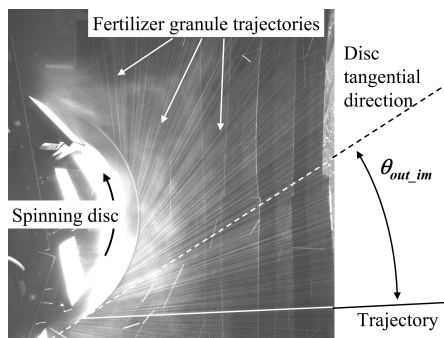 Fertilizer granule trajectories
Disc
tangential
direction
θout_im
Spinning disc
Trajectory